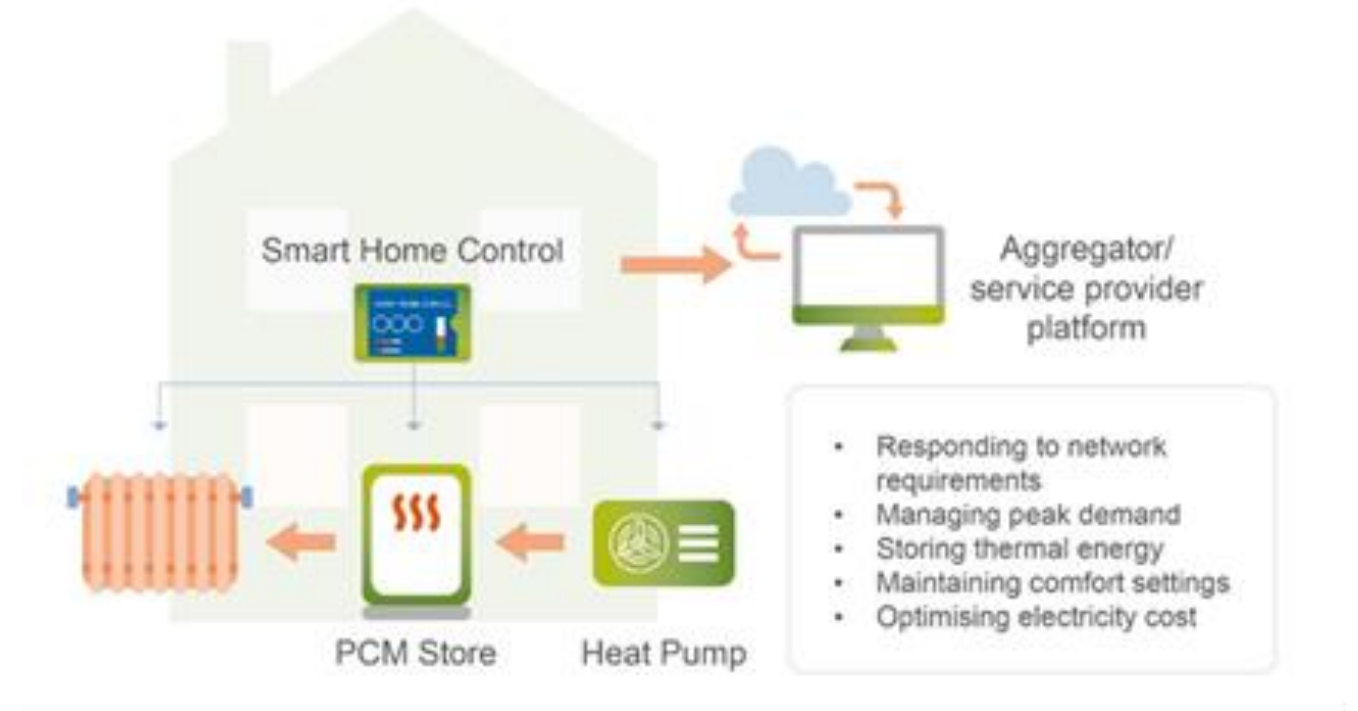 Smart Home Control
Aggregator/
service provider
platform
• Responding to network
requirements
• Managing peak demand
• Storing thermal energy
• Maintaining comfort settings
• Optimising electricity cost
PCM Store
Heat Pump